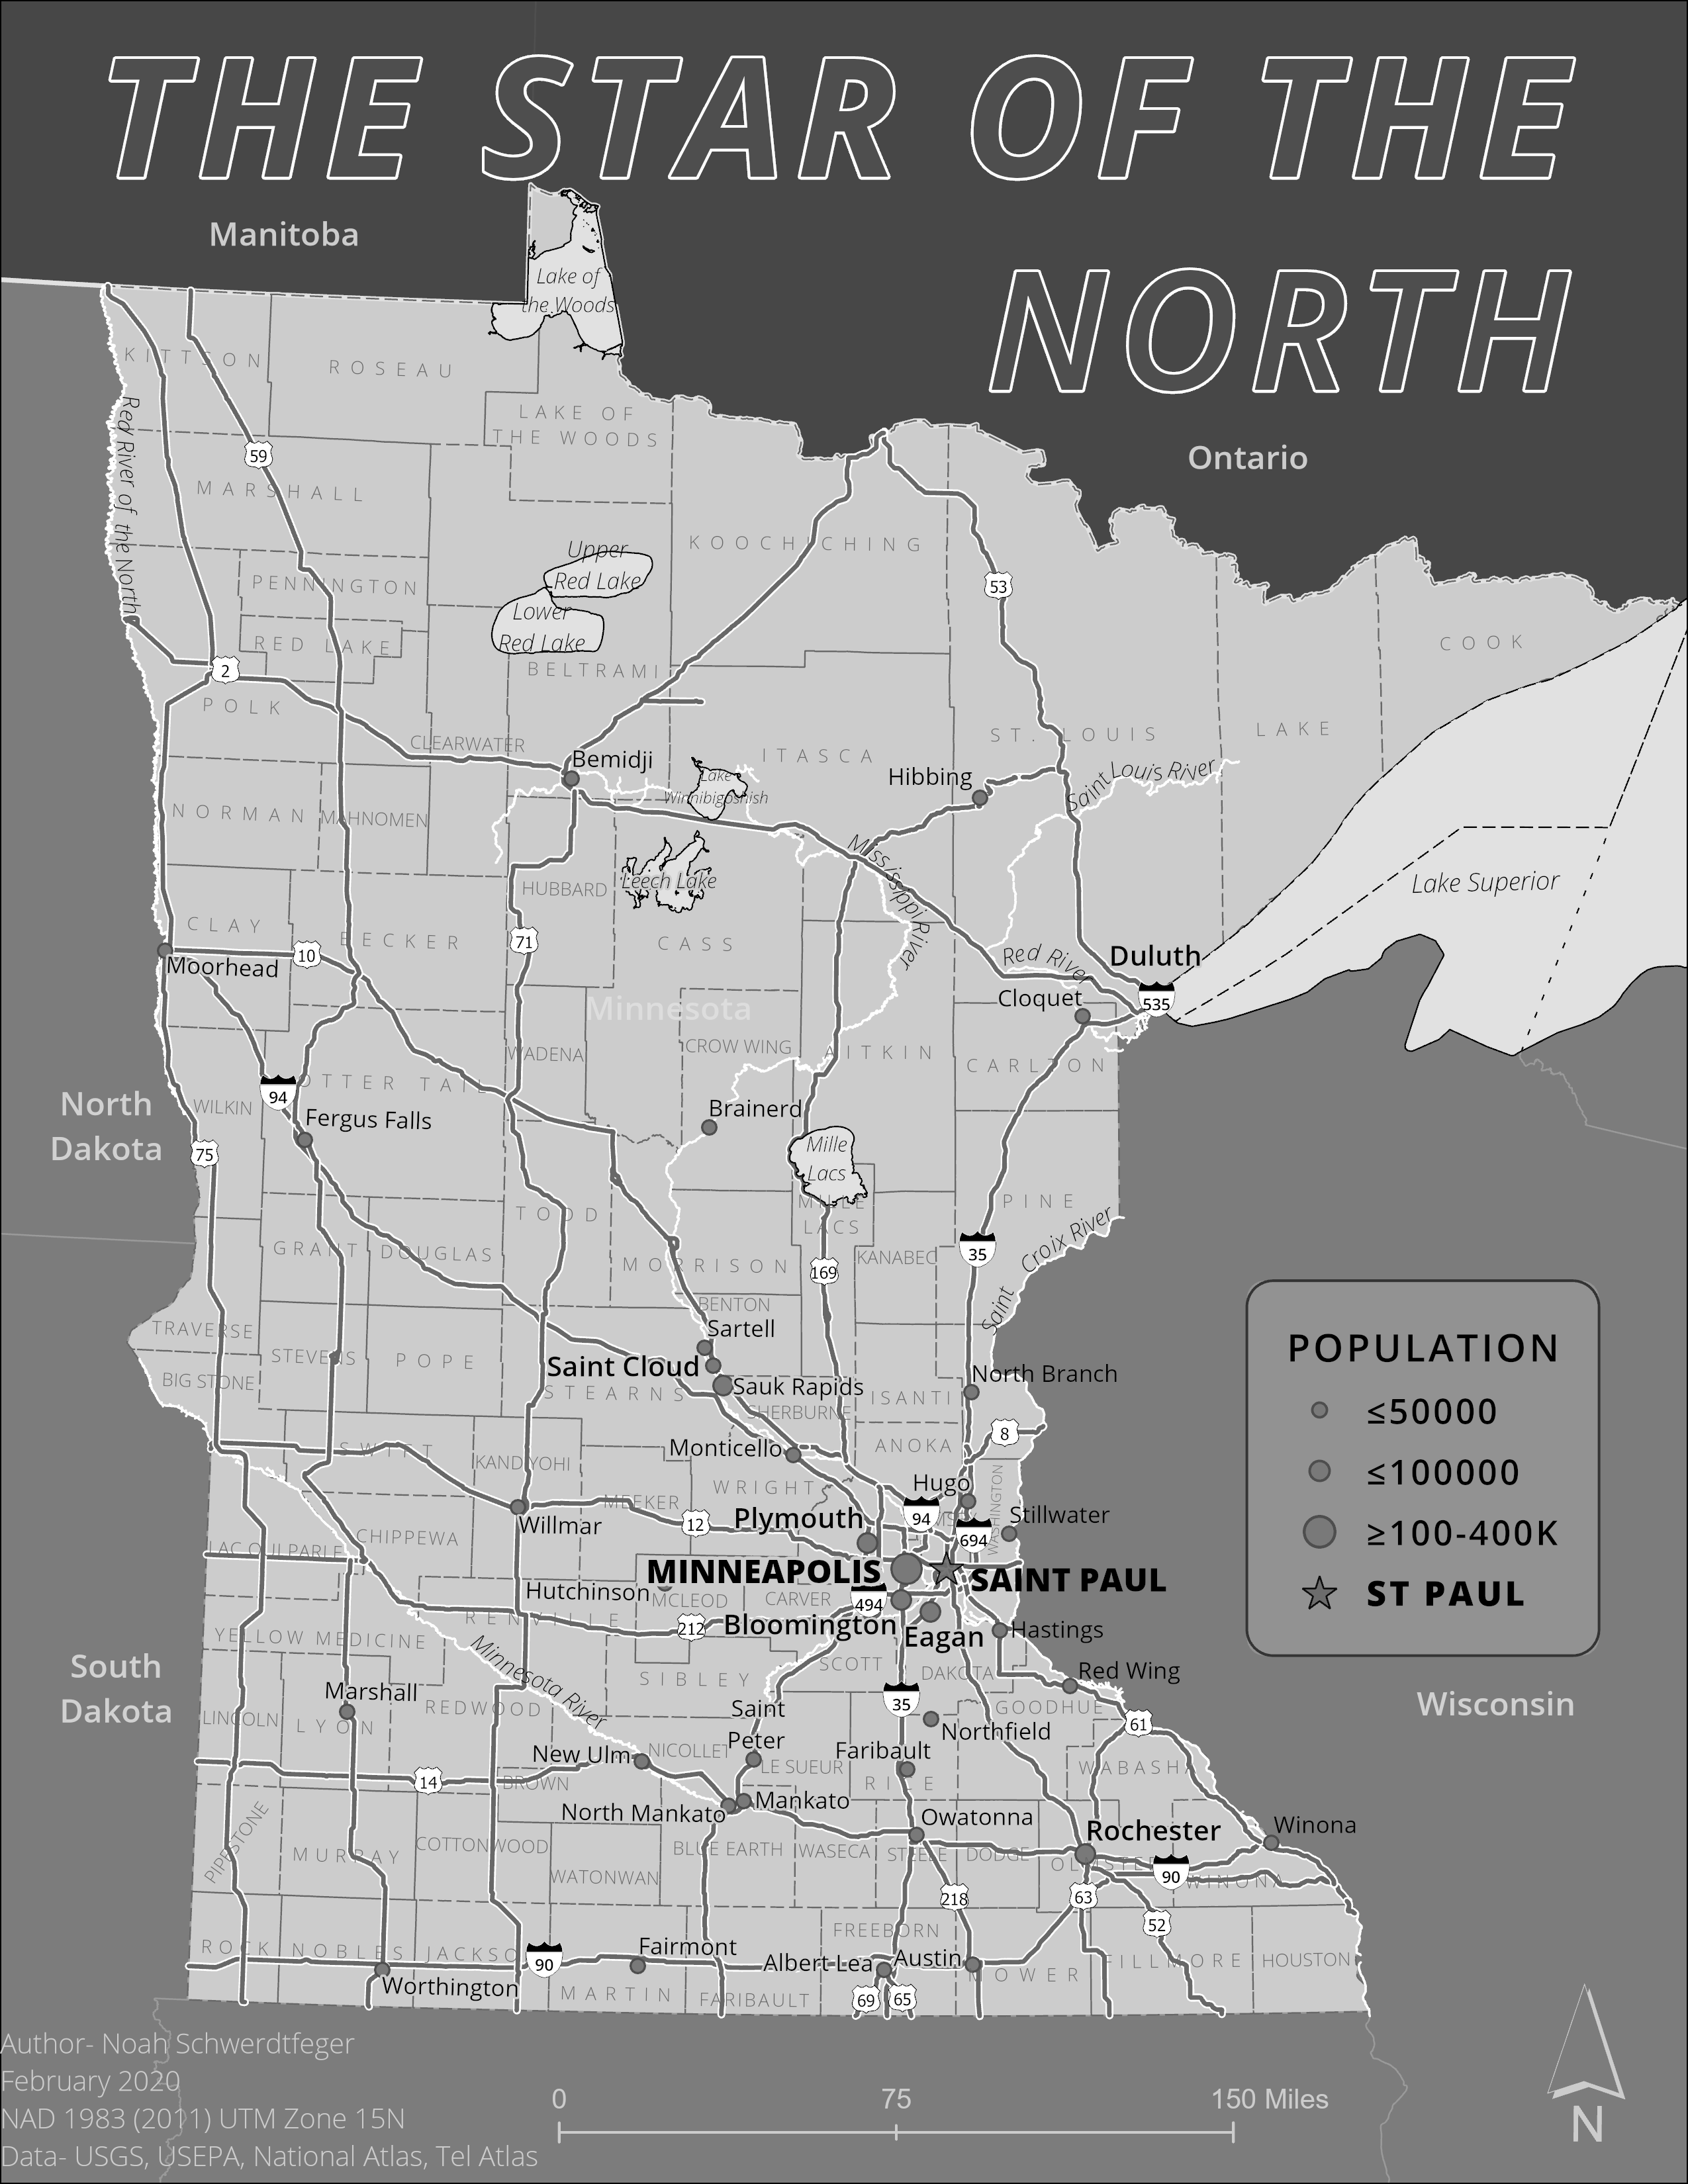 THE STAR OF THE
NORTH
Manitoba
Ontario
Lake of
the Woods
KITTSON
ROSEAU
LAKE OF
THE WOODS
Red River of the North
59
MARSHALL
KOOCHICHING
Upper
Red Lake
Lower
Red Lake
53
PENNINGTON
RED LAKE
BELTRAMI
COOK
2
POLK
CLEARWATER
ITASCA
ST. LOUIS
LAKE
Bemidji
Hibbing
Saint Louis River
Lake
Winnibigoshish
NORMAN
MAHNOMEN
Mississippi River
HUBBARD
Leech Lake
Lake Superior
CLAY
BECKER
71
CASS
10
Moorhead
Red River
Duluth
Cloquet
535
Minnesota
WADENA
CROW WING
AITKIN
CARLTON
OTTER TAIL
94
WILKIN
Fergus Falls
Brainerd
North
Dakota
75
Mille
Lacs
MILLE
LACS
PINE
TODD
GRANT
DOUGLAS
MORRISON
169
KANABEC
35
Saint Croix River
BENTON
Sartell
TRAVERSE
STEVENS
POPE
Saint Cloud
BIG STONE
STEARNS
Sauk Rapids
ISANTI
North Branch
SHERBURNE
8
SWIFT
KANDIYOHI
Monticello
ANOKA
WRIGHT
Hugo
WASHINGTON
MEEKER
12
Plymouth
94
Stillwater
Willmar
CHIPPEWA
694
LAC QUI PARLE
MINNEAPOLIS
SAINT PAUL
Hutchinson
MCLEOD
CARVER
494
RENVILLE
212
Bloomington
Eagan
Hastings
YELLOW MEDICINE
Minnesota River
SIBLEY
SCOTT
DAKOTA
Red Wing
South
Dakota
Marshall
REDWOOD
Saint
Peter
35
GOODHUE
61
Wisconsin
LINCOLN
LYON
Northfield
New Ulm
NICOLLET
LE SUEUR
Faribault
RICE
WABASHA
14
BROWN
North Mankato
Mankato
Owatonna
Rochester
Winona
PIPESTONE
MURRAY
COTTONWOOD
WATONWAN
BLUE EARTH
WASECA
STEELE
DODGE
OLMSTED
90
WINONA
218
63
52
FREEBORN
ROCK
NOBLES
JACKSON
90
Fairmont
Albert Lea
Austin
MOWER
FILLMORE
HOUSTON
Worthington
MARTIN
FARIBAULT
69
65
POPULATION
≤50000
≤100000
≥100-400K
ST PAUL
Author- Noah Schwerdtfeger
February 2020
NAD 1983 (2011) UTM Zone 15N
Data- USGS, USEPA, National Atlas, Tel Atlas
0 75 150 Miles
N